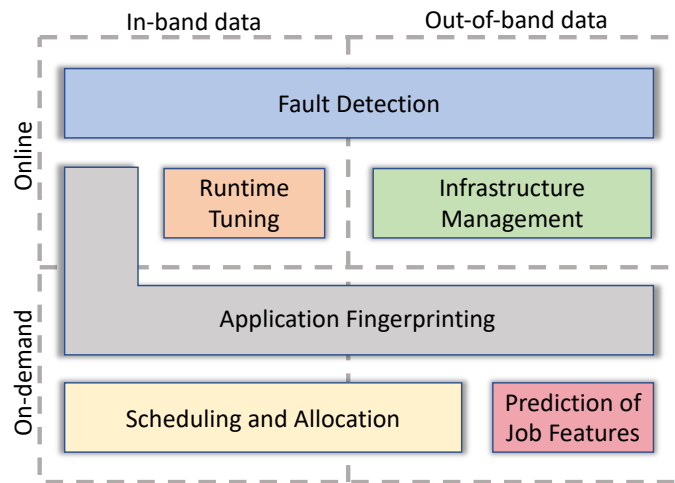 In-band data
Out-of-band data
Online
Fault Detection
Runtime
Tuning
Infrastructure
Management
On-demand
Application Fingerprinting
Scheduling and Allocation
Prediction of
Job Features